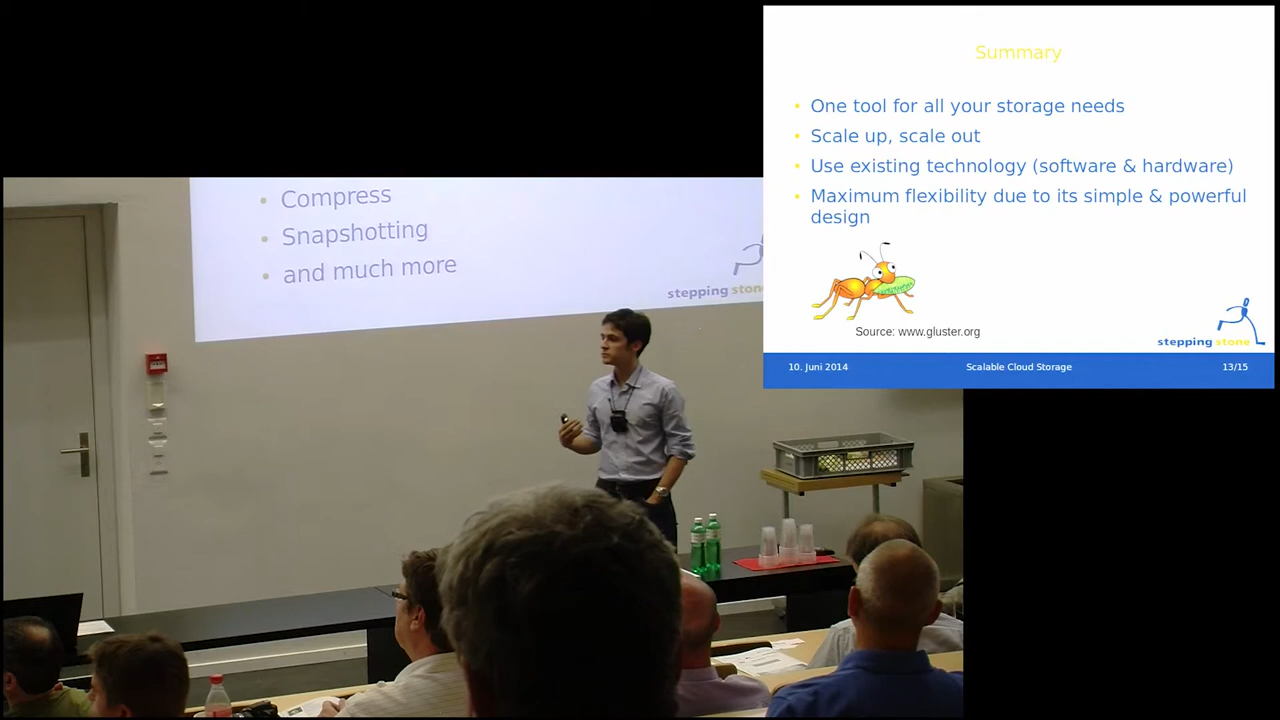 Summary
• One tool for all your storage needs
• Scale up, scale out
• Use existing technology (software & hardware)
• Maximum flexibility due to its simple & powerful
design
Source: www.gluster.org
stepping stone
10. Juni 2014
Scalable Cloud Storage
13/15
• Compress
• Snapshotting
• and much more
stepping stone